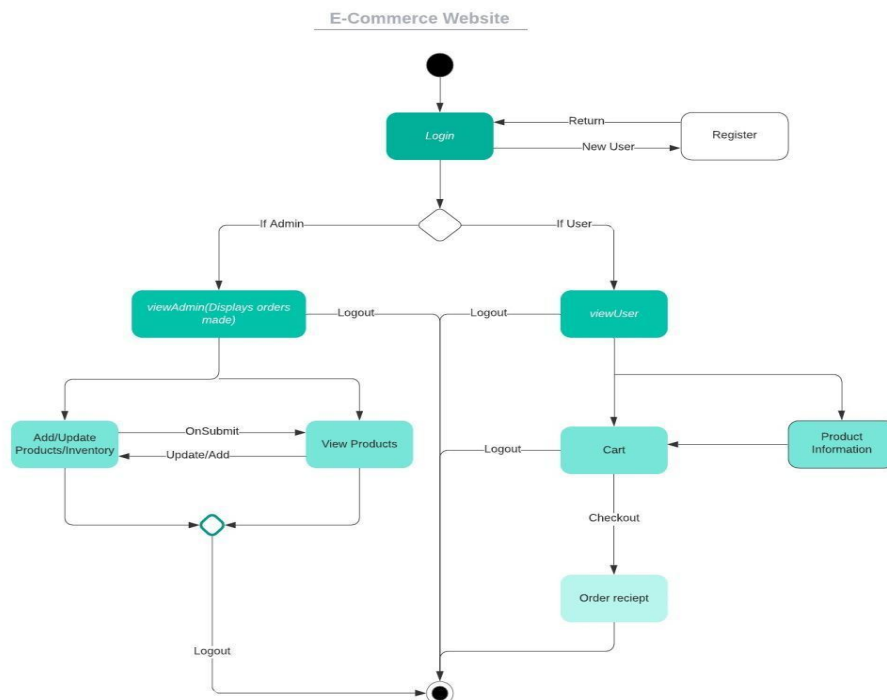 E-Commerce Website
Login
Return
New User
Register
If Admin
If User
viewAdmin(Displays orders
made)
Logout
Logout
viewUser
Add/Update
Products/Inventory
OnSubmit
Update/Add
View Products
Logout
Cart
Product
Information
Checkout
Order reciept
Logout